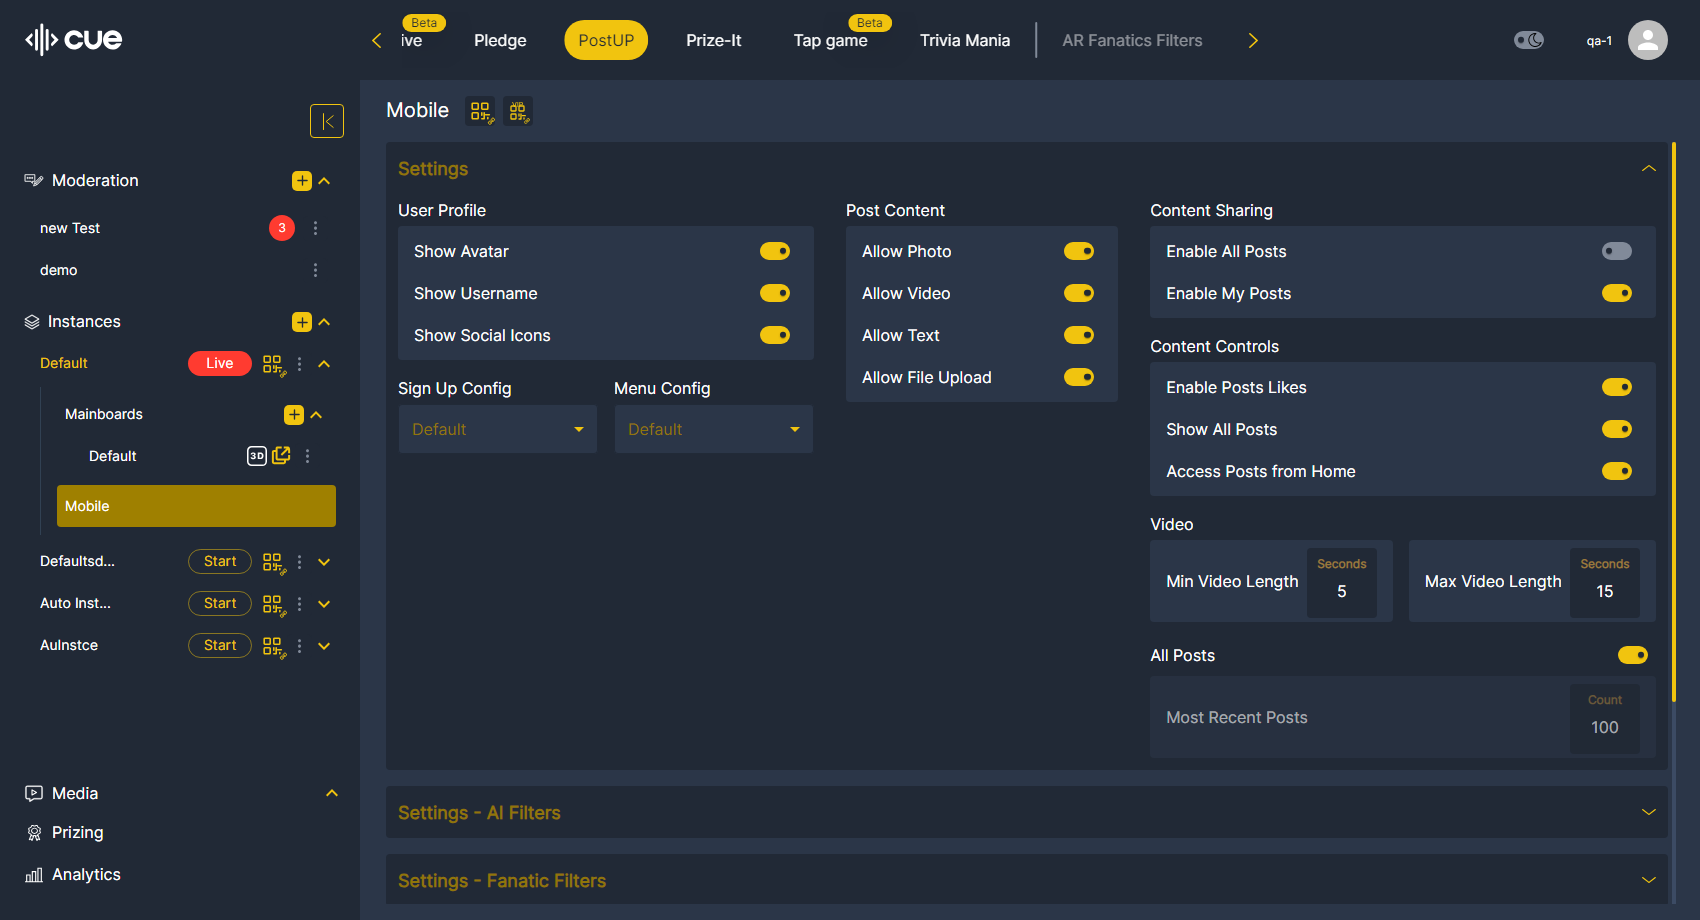 cue
Beta
ive
Pledge
PostUP
Prize-It
Beta
Tap game
Trivia Mania
AR Fanatics Filters
qa-1
Moderation
new Test
3
demo
Instances
Default
Live
Mainboards
Default
3D
Mobile
Defaultsd...
Start
Auto Inst...
Start
AuInstce
Start
Media
Prizing
Analytics
Mobile
Settings
User Profile
Show Avatar
Show Username
Show Social Icons
Sign Up Config
Default
Menu Config
Default
Post Content
Allow Photo
Allow Video
Allow Text
Allow File Upload
Content Sharing
Enable All Posts
Enable My Posts
Content Controls
Enable Posts Likes
Show All Posts
Access Posts from Home
Video
Min Video Length
Seconds
5
Max Video Length
Seconds
15
All Posts
Most Recent Posts
Count
100
Settings - AI Filters
Settings - Fanatic Filters